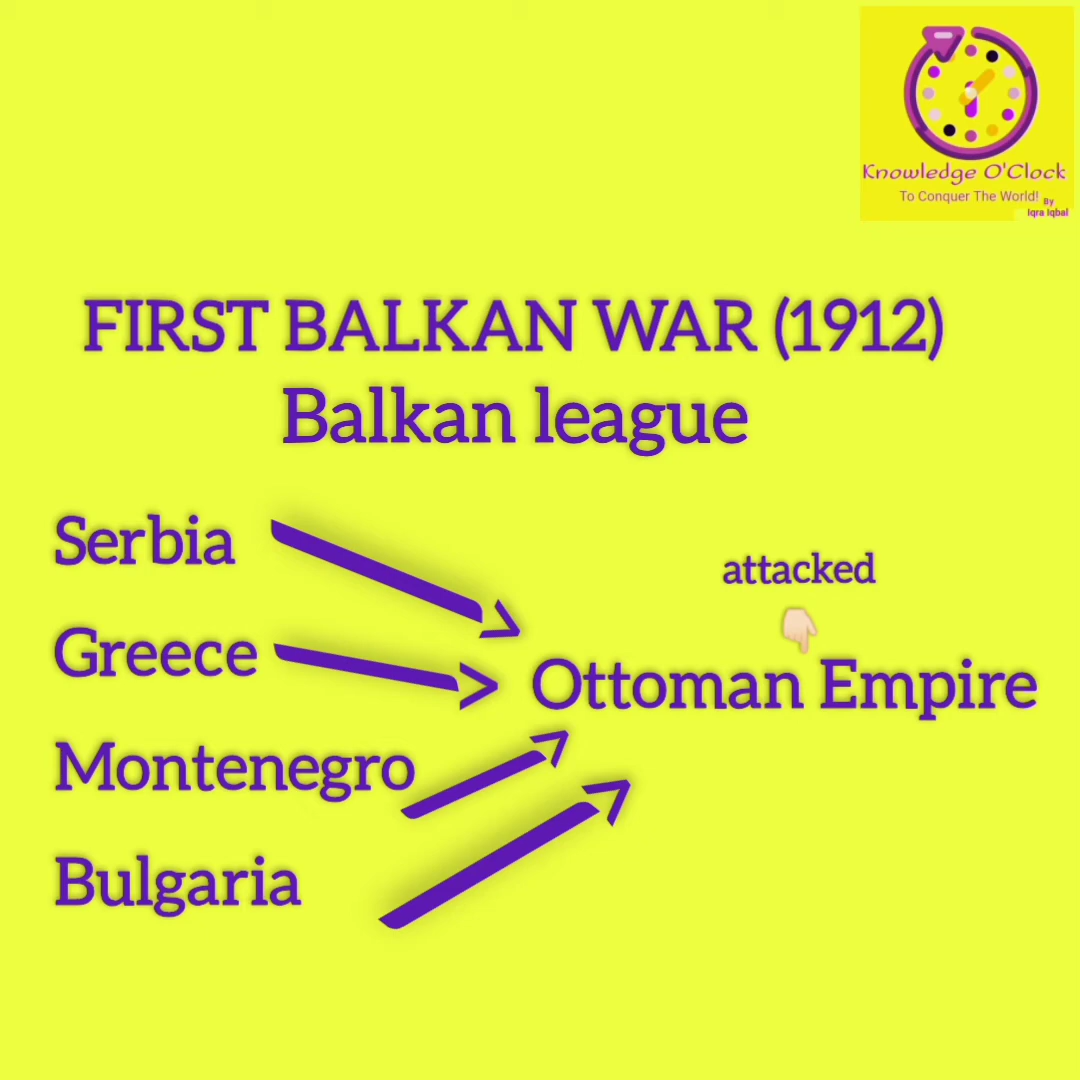 Knowledge O'Clock
To Conquer The World!
By
Iqra Iqbal
FIRST BALKAN WAR (1912)
Balkan league
Serbia
attacked
Greece
Ottoman Empire
Montenegro
Bulgaria